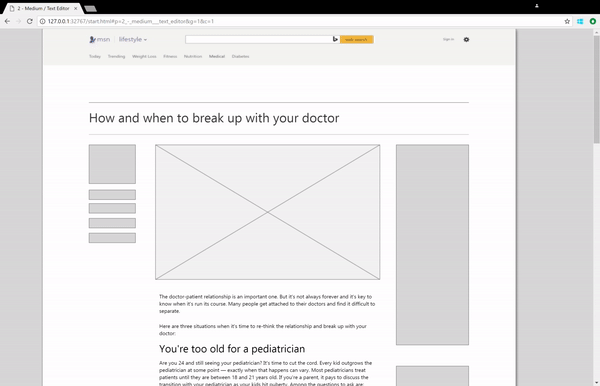 2 - Medium / Text Editor
127.0.0.1:32767/start.html#p=2_-_medium___text_editor&g=1&c=1
msn lifestyle web search Sign in
Today Trending Weight Loss Fitness Nutrition Medical Diabetes
How and when to break up with your doctor
The doctor-patient relationship is an important one. But it's not always forever and it's key to
know when it's run its course. Many people get attached to their doctors and find it difficult to
separate.
Here are three situations when it's time to re-think the relationship and break up with your
doctor:
You're too old for a pediatrician
Are you 24 and still seeing your pediatrician? It's time to cut the cord. Every kid outgrows the
pediatrician at some point — exactly when that happens can vary. Most pediatricians treat
patients until they are between 18 and 21 years old. If you're a parent, it pays to discuss the
transition with your pediatrician as your kids hit puberty. Among the questions to ask are: